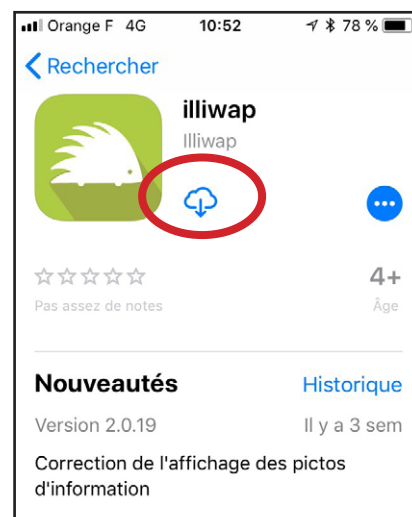 Orange F 4G 10:52 78 %
Rechercher
illiwap
Illiwap
4+
Pas assez de notes
Âge
Nouveautés
Historique
Version 2.0.19
Il y a 3 sem
Correction de l'affichage des pictos
d'information